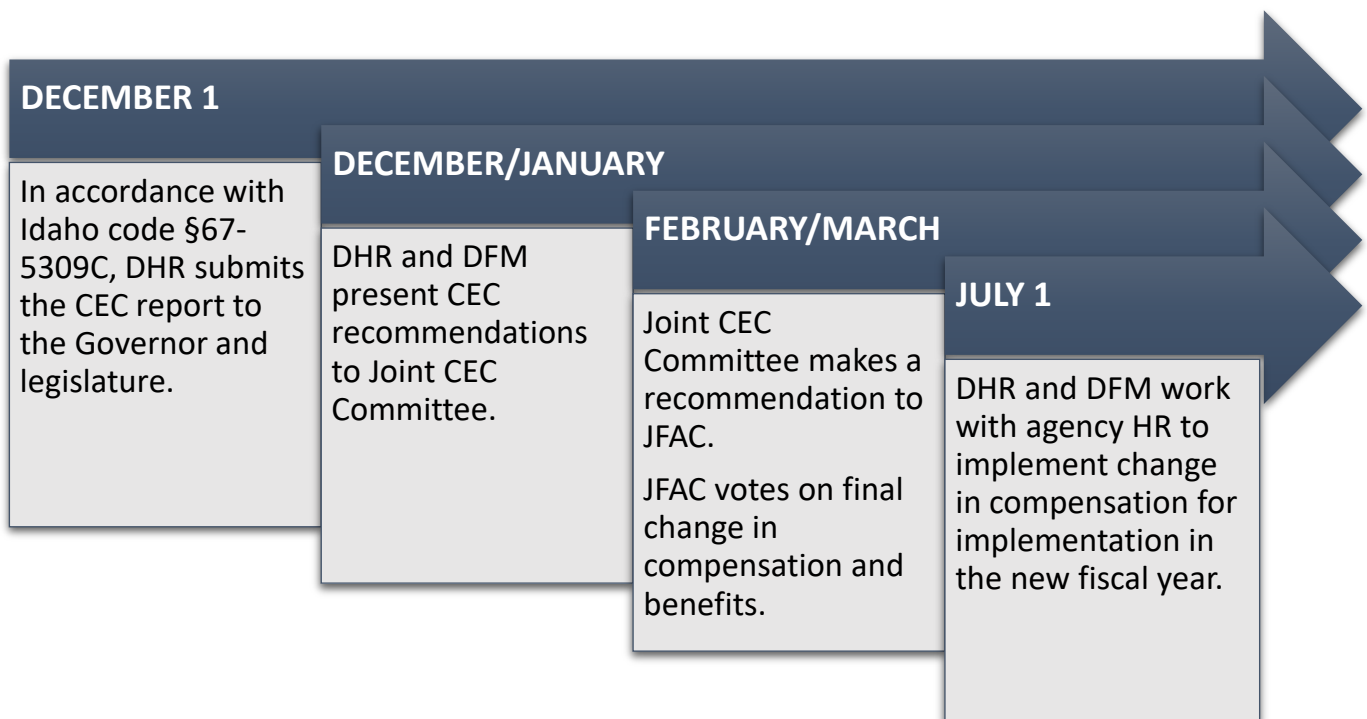 DECEMBER 1
In accordance with
Idaho code §67-
5309C, DHR submits
the CEC report to
the Governor and
legislature.
DECEMBER/JANUARY
DHR and DFM
present CEC
recommendations
to Joint CEC
Committee.
FEBRUARY/MARCH
Joint CEC
Committee makes a
recommendation to
JFAC.
JFAC votes on final
change in
compensation and
benefits.
JULY 1
DHR and DFM work
with agency HR to
implement change
in compensation for
implementation in
the new fiscal year.